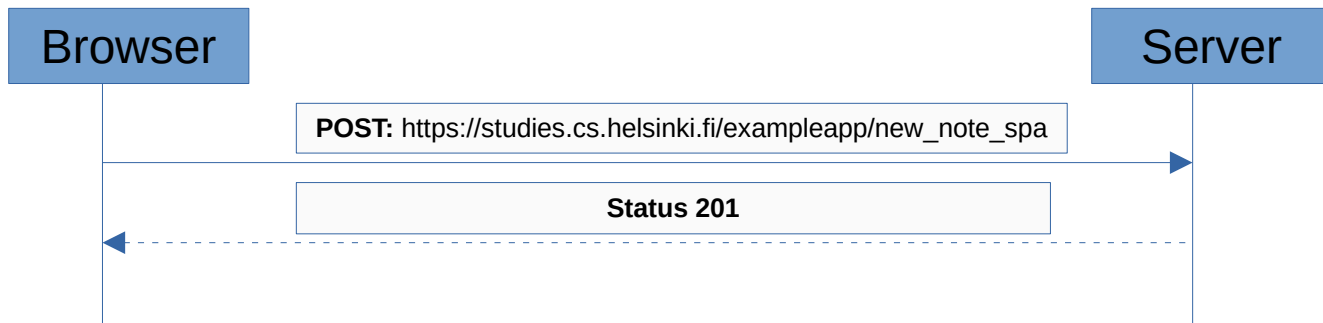 Browser
Server
POST: https://studies.cs.helsinki.fi/exampleapp/new_note_spa
Status 201